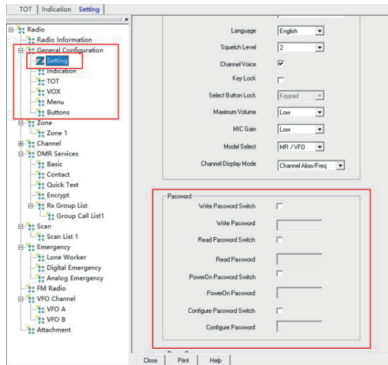 TOT | Indication Setting
Radio
Radio Information
General Configuration
Setting
Indication
TOT
VOX
Menu
Buttons
Zone
Zone 1
Channel
DMR Services
Basic
Contact
Quick Text
Encrypt
Rx Group List
Group Call List1
Scan
Scan List 1
Emergency
Lone Worker
Digital Emergency
Analog Emergency
FM Radio
VFO Channel
VFO A
VFO B
Attachment
Language English
Squelch Level 2
Channel Voice
Key Lock
Select Button Lock Keypad
Maximum Volume Low
MIC Gain Low
Model Select MR / VFO
Channel Display Mode Channel Alias/Freq
Password
Write Password Switch
Write Password
Read Password Switch
Read Password
PowerOn Password Switch
PowerOn Password
Configure Password Switch
Configure Password
Close Print Help